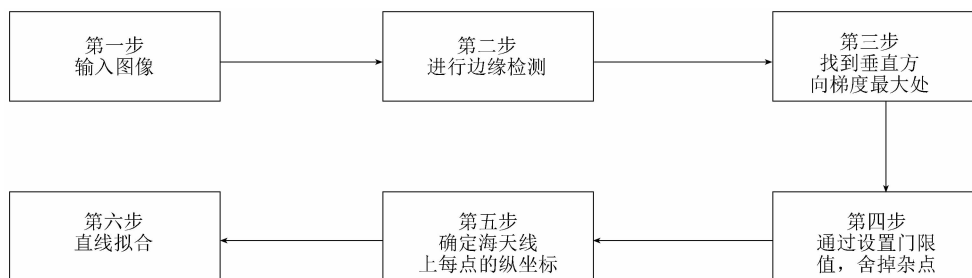 第一步
输入图像
第二步
进行边缘检测
第三步
找到垂直方
向梯度最大处
第四步
通过设置门限
值，舍掉杂点
第五步
确定海天线
上每点的纵坐标
第六步
直线拟合